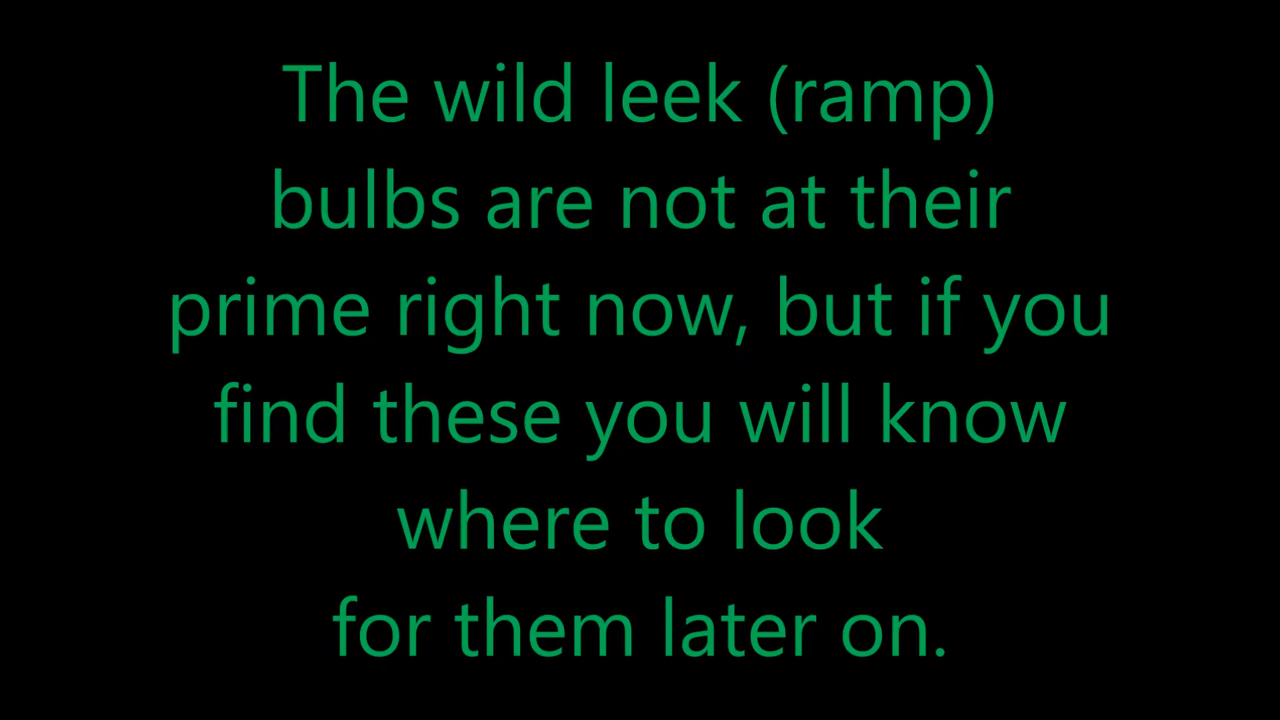 The wild leek (ramp)
bulbs are not at their
prime right now, but if you
find these you will know
where to look
for them later on.